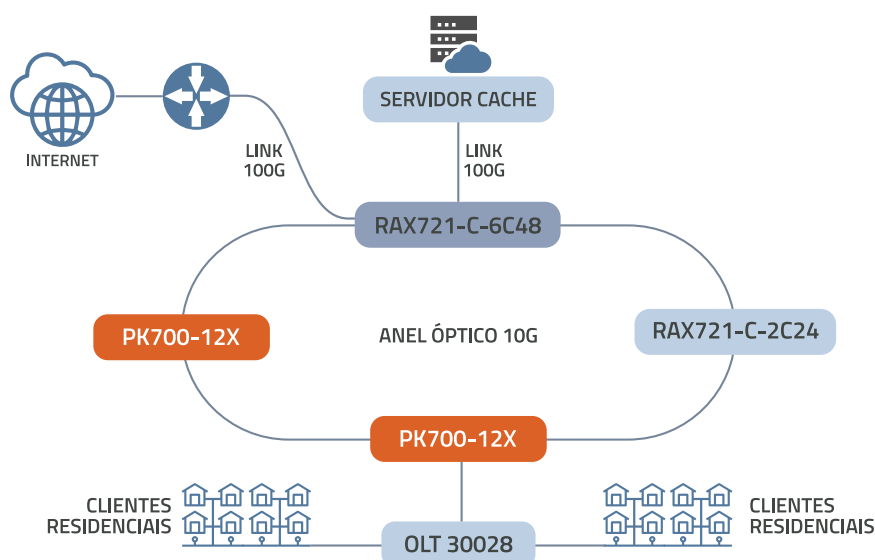 SERVIDOR CACHE
INTERNET
LINK
100G
LINK
100G
RAX721-C-6C48
PK700-12X
ANEL ÓPTICO 10G
RAX721-C-2C24
PK700-12X
CLIENTES
RESIDENCIAIS
CLIENTES
RESIDENCIAIS
OLT 30028